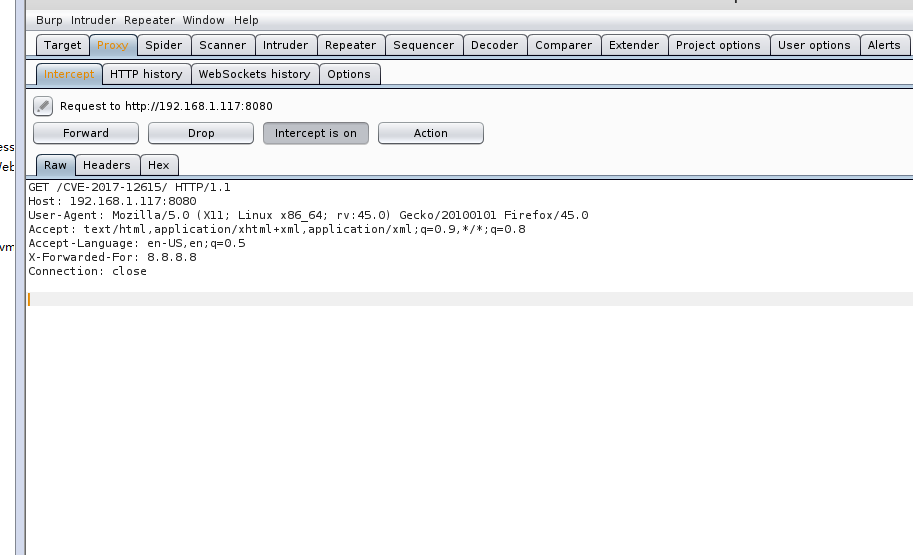 Burp Intruder Repeater Window Help
Target Proxy Spider Scanner Intruder Repeater Sequencer Decoder Comparer Extender Project options User options Alerts
Intercept HTTP history WebSockets history Options
Request to http://192.168.1.117:8080
Forward Drop Intercept is on Action
Raw Headers Hex
GET /CVE-2017-12615/ HTTP/1.1
Host: 192.168.1.117:8080
User-Agent: Mozilla/5.0 (X11; Linux x86_64; rv:45.0) Gecko/20100101 Firefox/45.0
Accept: text/html,application/xhtml+xml,application/xml;q=0.9,*/*;q=0.8
Accept-Language: en-US,en;q=0.5
X-Forwarded-For: 8.8.8.8
Connection: close